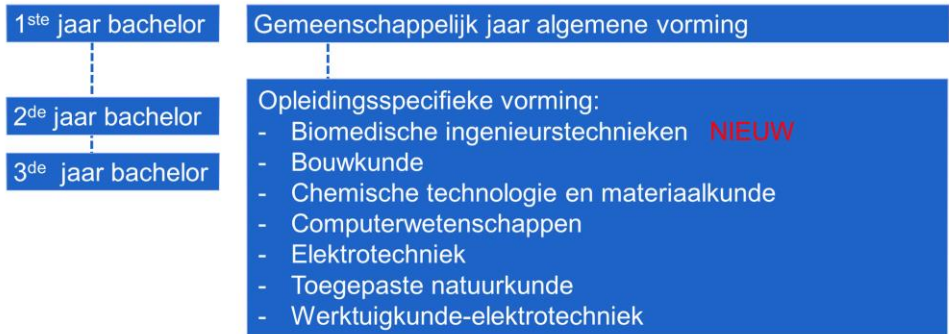 1ste jaar bachelor
Gemeenschappelijk jaar algemene vorming
2de jaar bachelor
3de jaar bachelor
Opleidingsspecifieke vorming:
- Biomedische ingenieurstechnieken NIEUW
- Bouwkunde
- Chemische technologie en materiaalkunde
- Computerwetenschappen
- Elektrotechniek
- Toegepaste natuurkunde
- Werktuigkunde-elektrotechniek